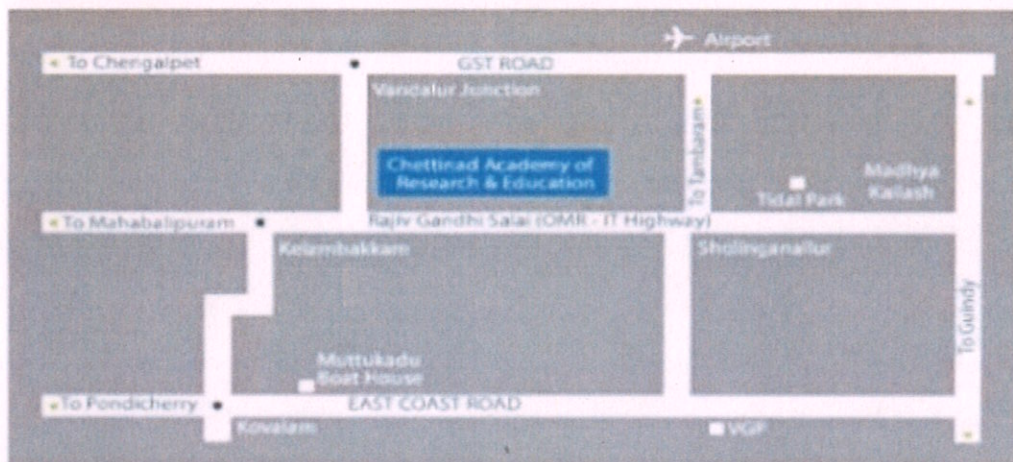 Airport
To Chengalpet
GST ROAD
Vandalur Junction
To Tambaram
Chettinad Academy of
Research & Education
Madhya
Kailash
Tidal Park
To Mahabalipuram
Rajiv Gandhi Salai (OMR - IT Highway)
Kelambakkam
Sholinganallur
To Guindy
Muttukadu
Boat House
To Pondicherry
EAST COAST ROAD
Kovalam
VGP